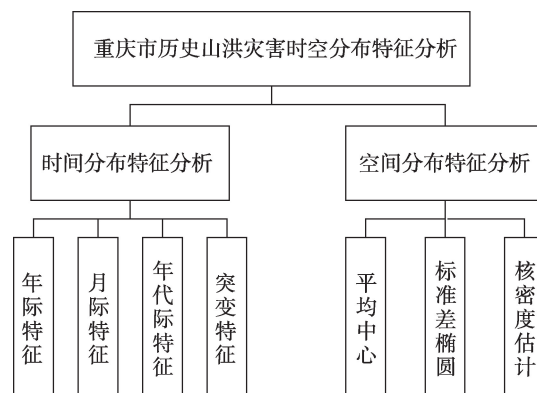 重庆市历史山洪灾害时空分布特征分析
时间分布特征分析
空间分布特征分析
年际特征
月际特征
年代际特征
突变特征
平均中心
标准差椭圆
核密度估计